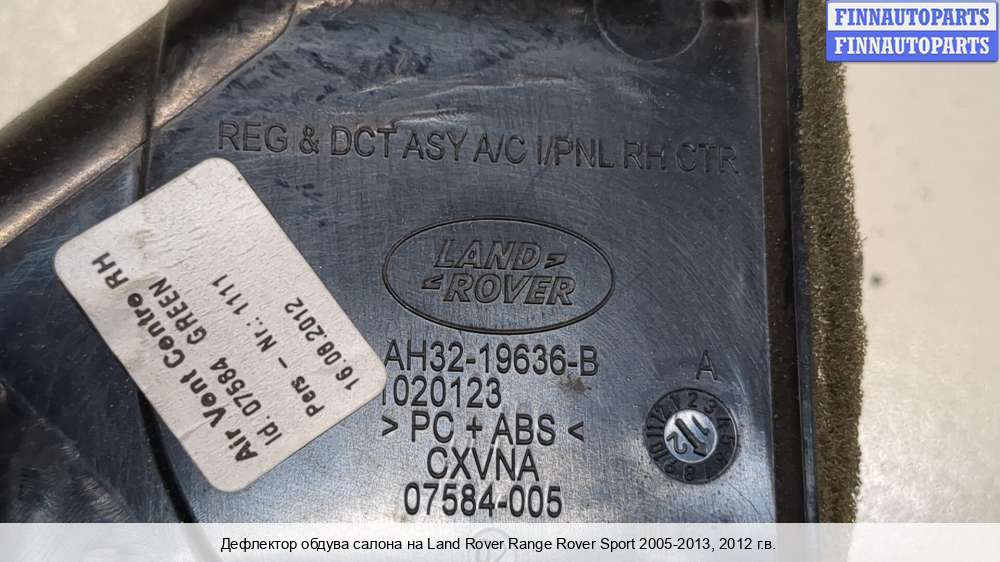 FINNAUTOPARTS
FINNAUTOPARTS
REG & DCT ASY A/C I/PNL RH CTR
LAND
ROVER
AH32-19636-B
020123
> PC + ABS <
CXVNA
07584-005
A
12
Air Vent Centre RH
Id. 07584 GREEN
Pers - Nr.: 1111
16.08.2012
Дефлектор обдува салона на Land Rover Range Rover Sport 2005-2013, 2012 г.в.